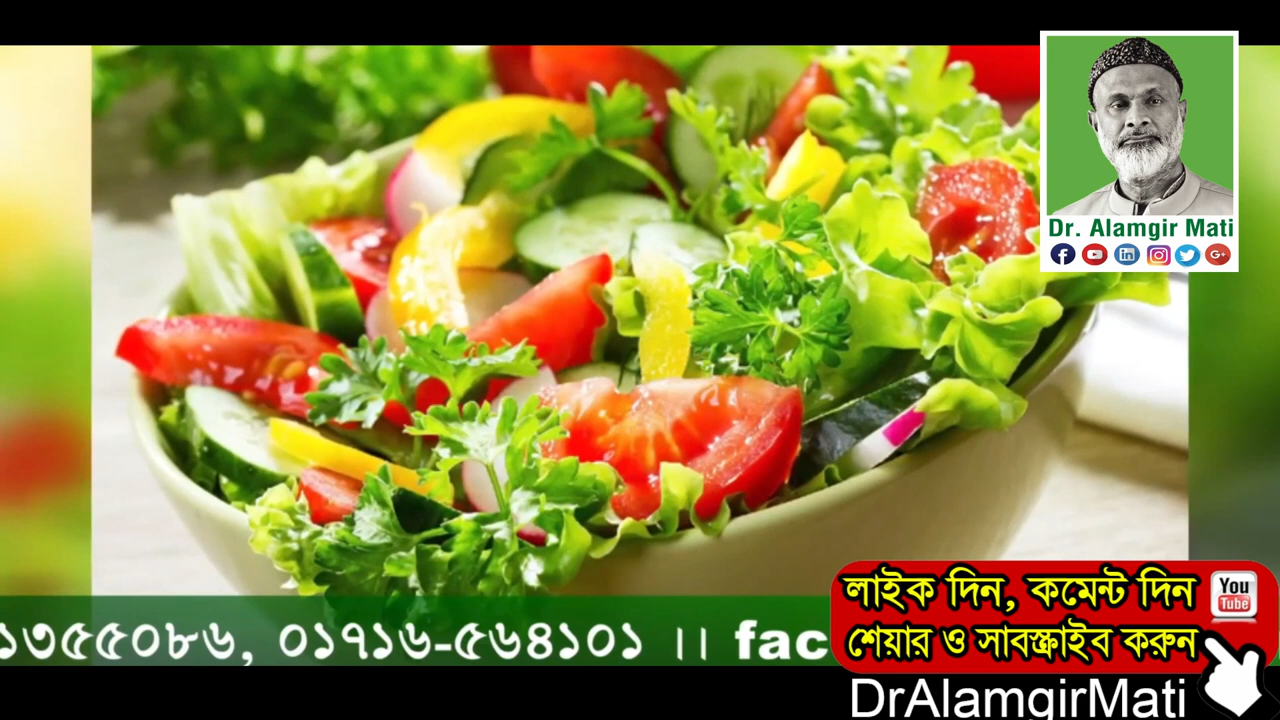 Dr. Alamgir Mati
লাইক দিন, কমেন্ট দিন
You
Tube
শেয়ার ও সাবস্ক্রাইব করুন
১৩৫৫০৮৬, ০১৭১৬-৫৬৪১০১ ।। fac
DrAlamgirMati